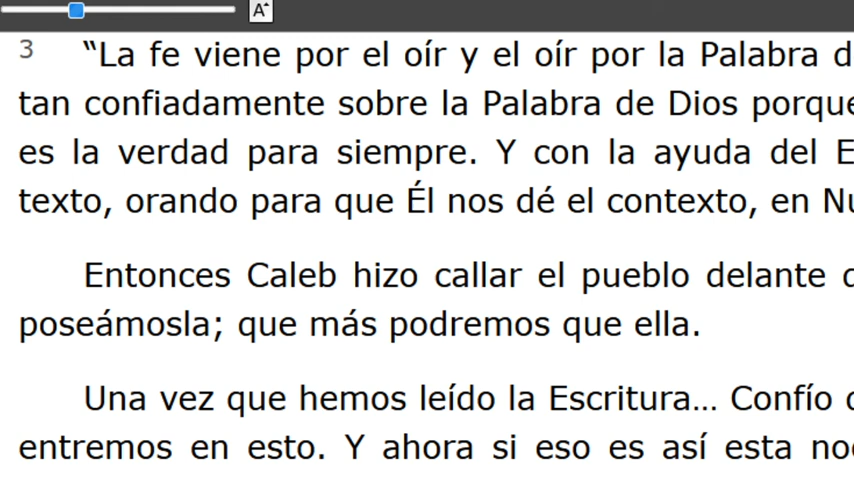 A
3 “La fe viene por el oír y el oír por la Palabra
tan confiadamente sobre la Palabra de Dios porque
es la verdad para siempre. Y con la ayuda del
texto, orando para que Él nos dé el contexto, en
Entonces Caleb hizo callar el pueblo delante
poseámosla; que más podremos que ella.
Una vez que hemos leído la Escritura... Confío
entremos en esto. Y ahora si eso es así esta